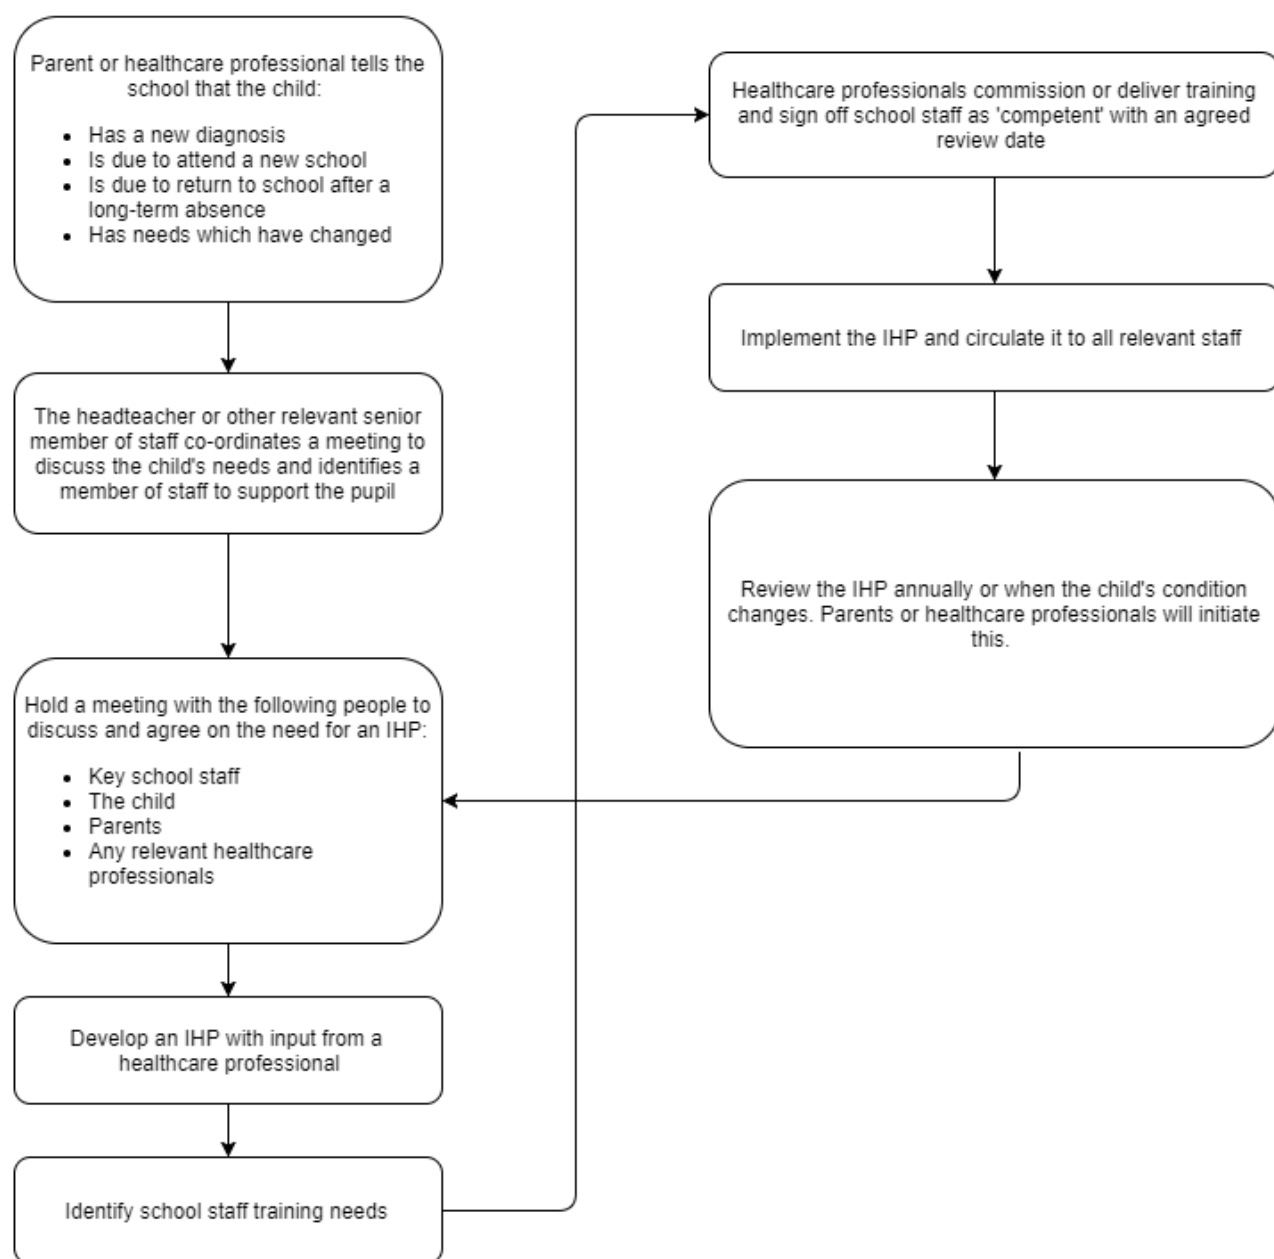 Parent or healthcare professional tells the
school that the child:
• Has a new diagnosis
• Is due to attend a new school
• Is due to return to school after a
long-term absence
• Has needs which have changed
The headteacher or other relevant senior
member of staff co-ordinates a meeting to
discuss the child's needs and identifies a
member of staff to support the pupil
Hold a meeting with the following people to
discuss and agree on the need for an IHP:
• Key school staff
• The child
• Parents
• Any relevant healthcare
professionals
Develop an IHP with input from a
healthcare professional
Identify school staff training needs
Healthcare professionals commission or deliver training
and sign off school staff as 'competent' with an agreed
review date
Implement the IHP and circulate it to all relevant staff
Review the IHP annually or when the child's condition
changes. Parents or healthcare professionals will initiate
this.